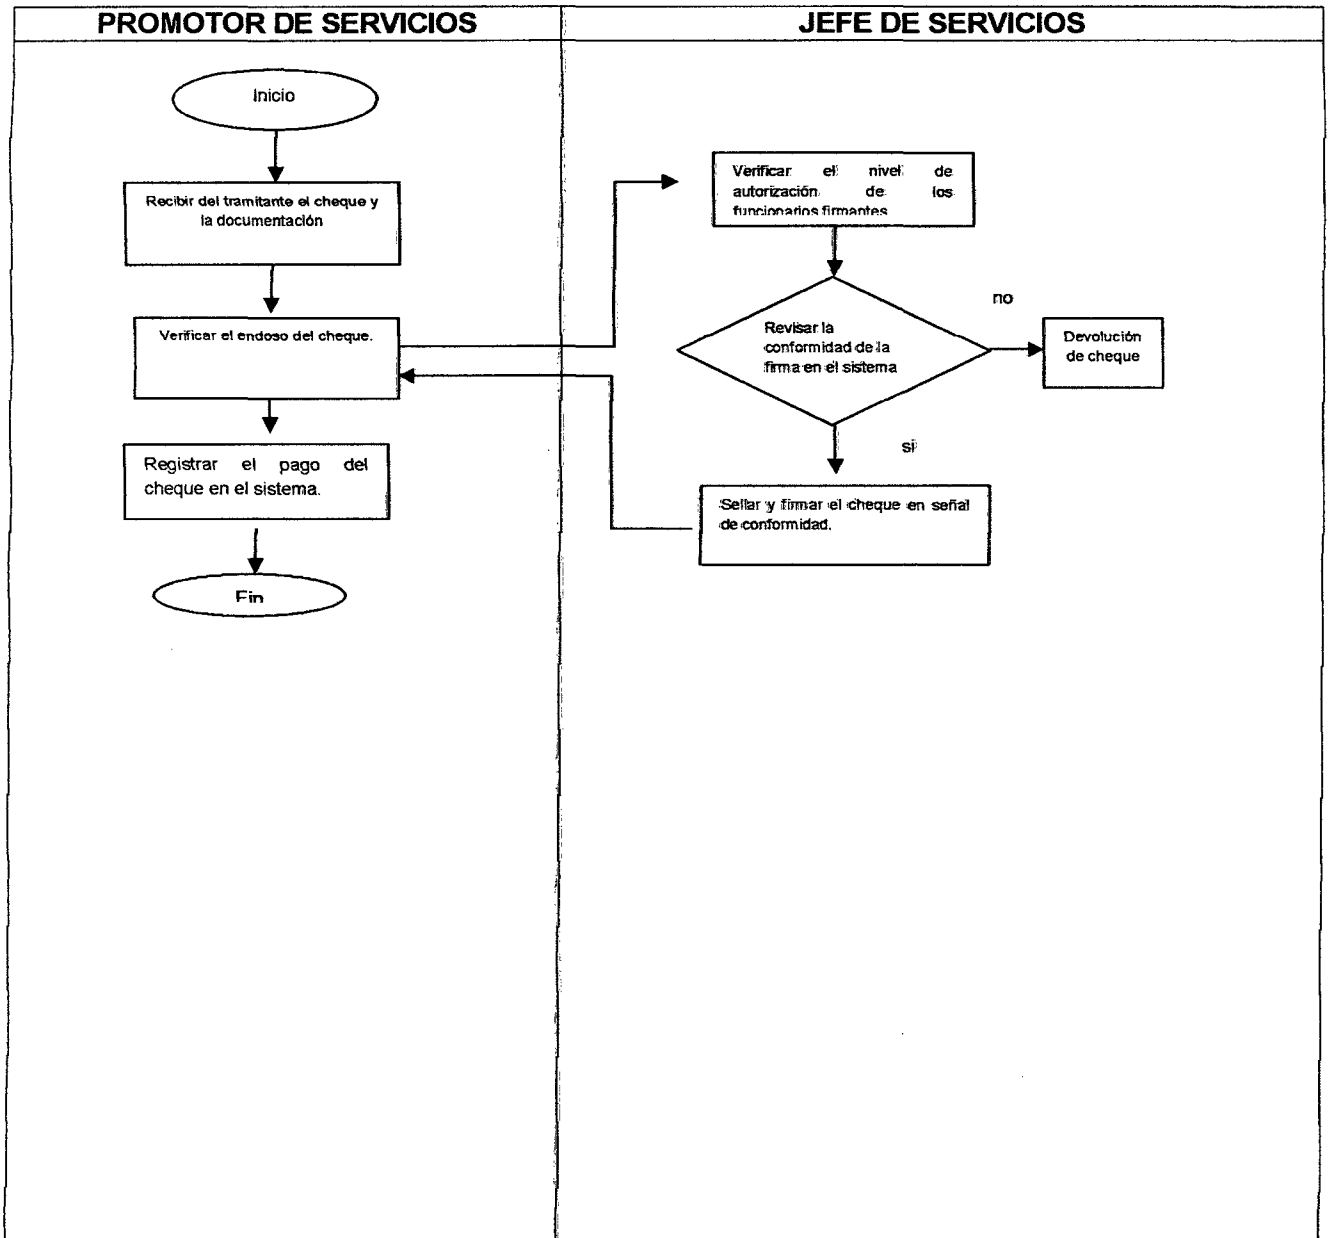 PROMOTOR DE SERVICIOS
JEFE DE SERVICIOS
Inicio
Recibir del tramitante el cheque y
la documentación
Verificar el endoso del cheque.
Registrar el pago del
cheque en el sistema.
Fin
Verificar el nivel de
autorización de los
funcionarios firmantes
Revisar la
conformidad de la
firma en el sistema
no
Devolución
de cheque
si
Sellar y firmar el cheque en señal
de conformidad.